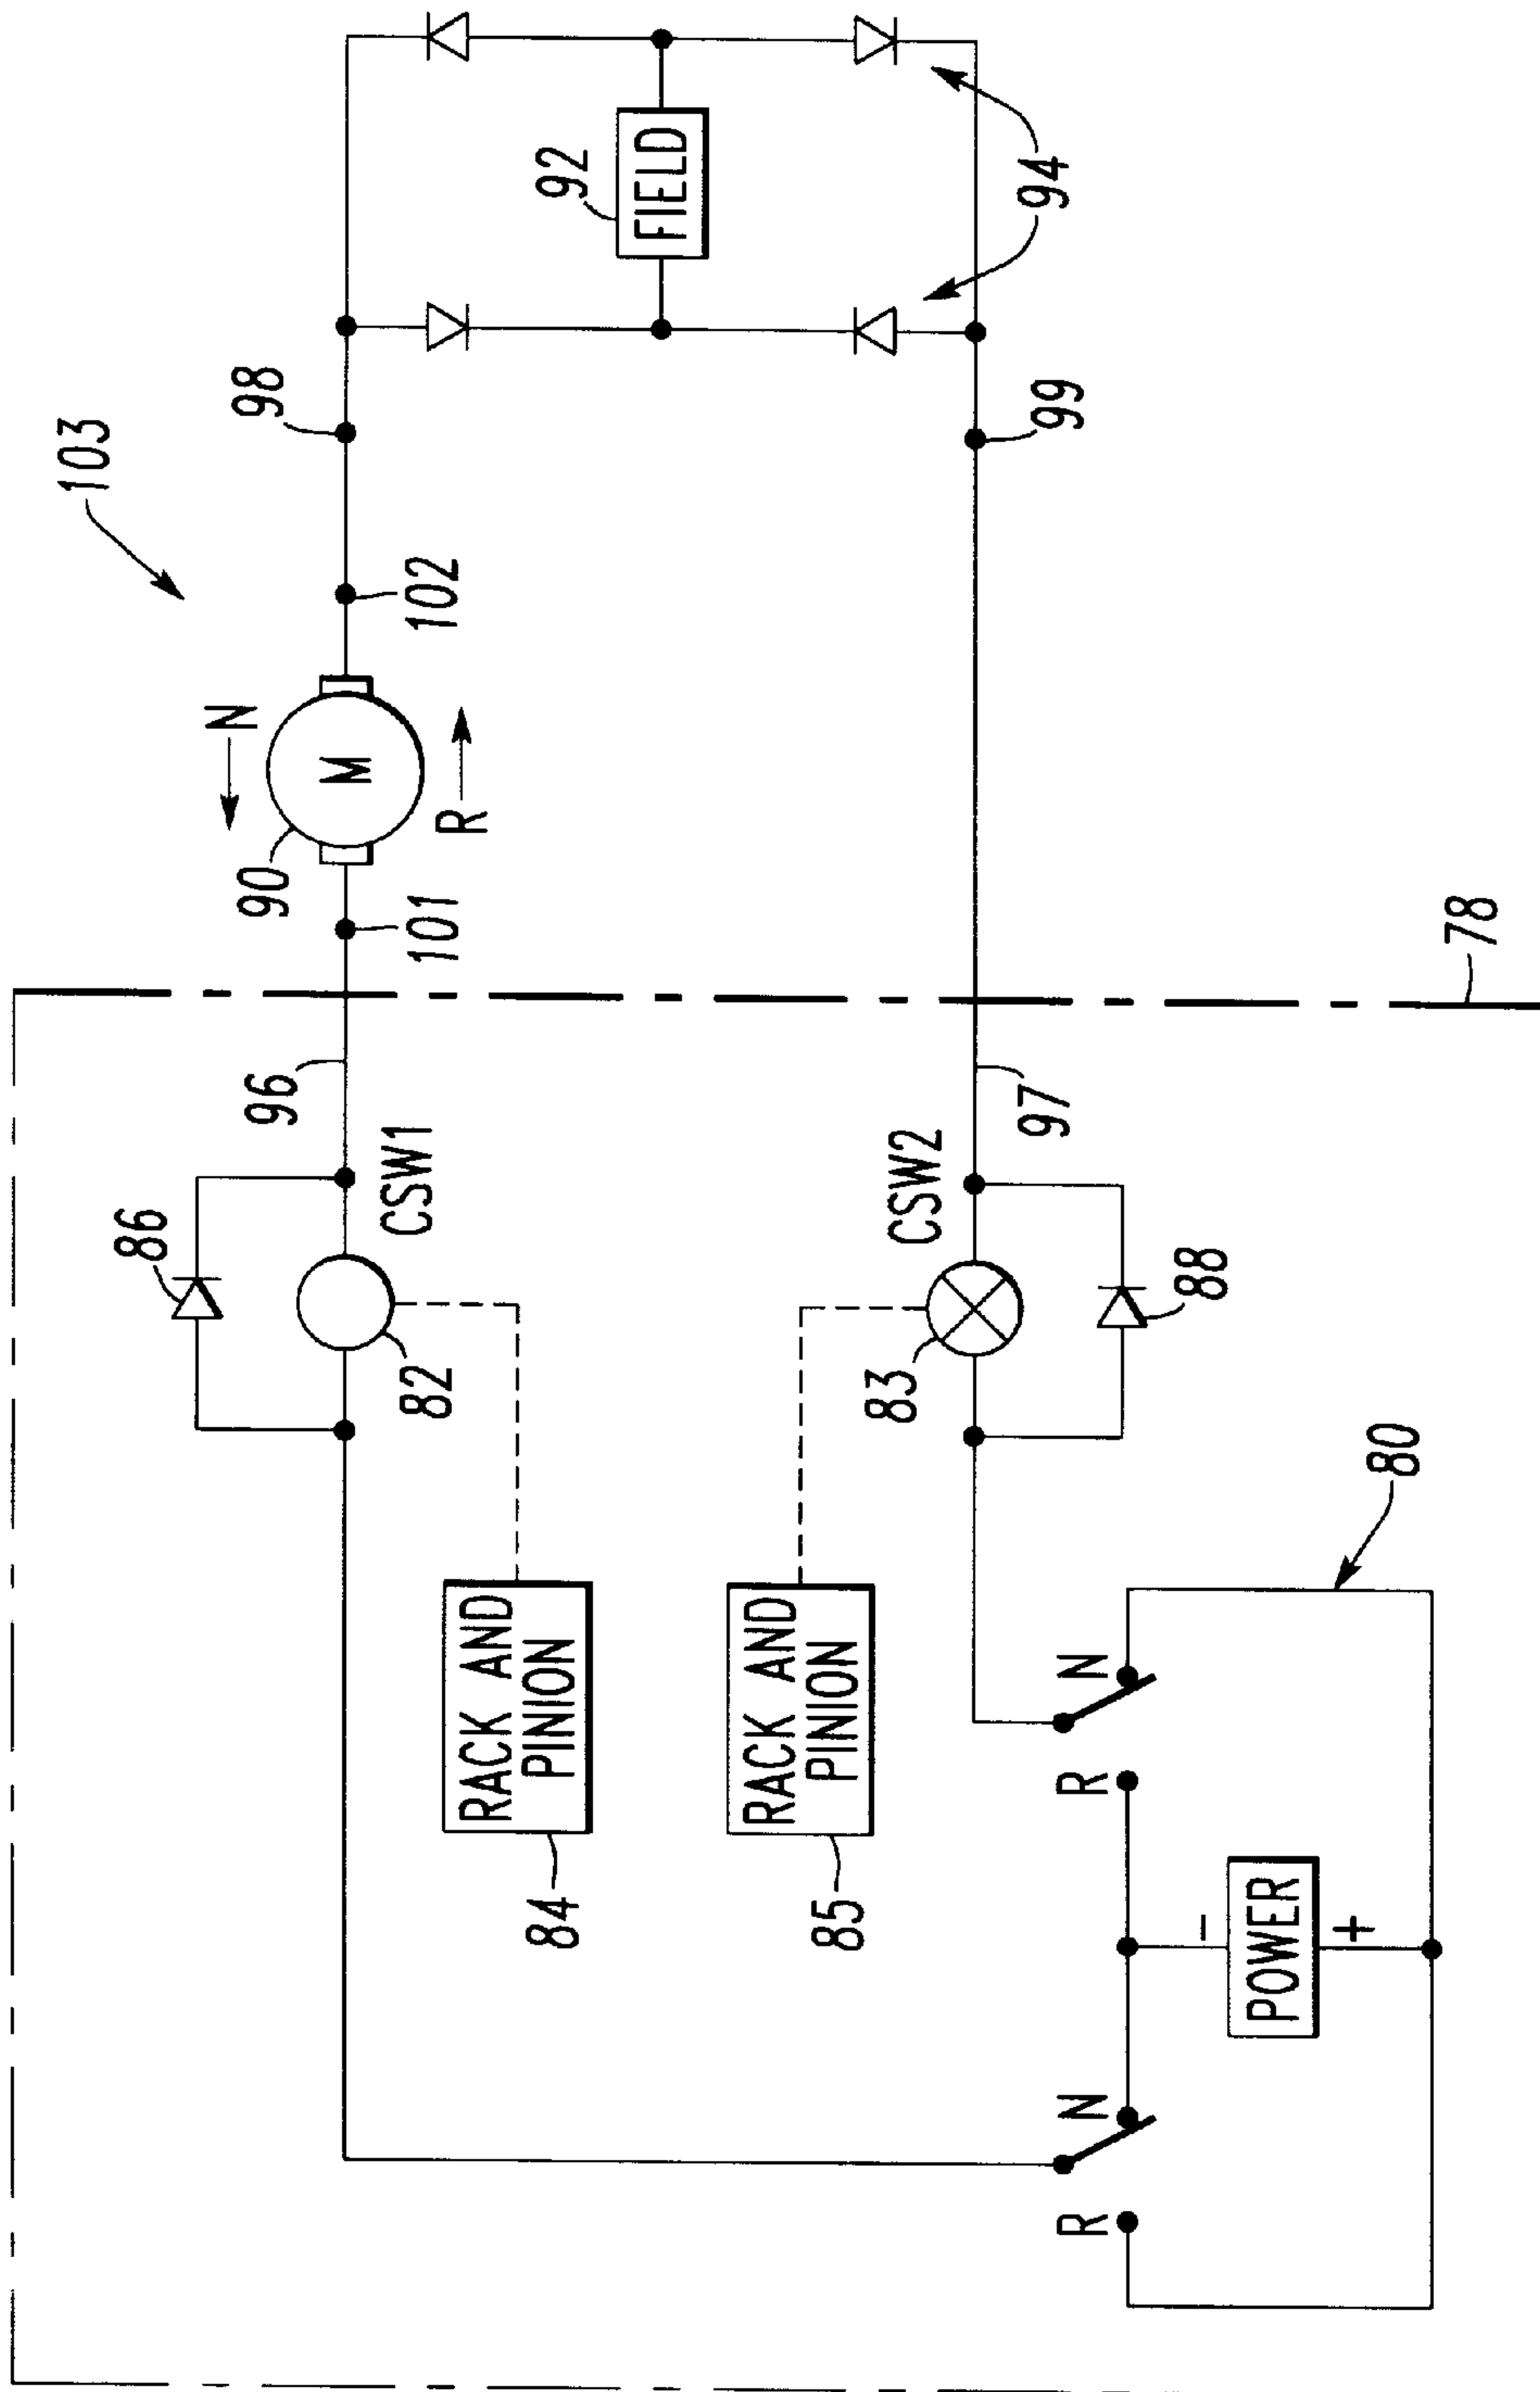 103
86
N
90
98
96
M
CSW1
82
101
102
R
RACK AND
PINION
84
92
FIELD
RACK AND
PINION
85
83
CSW2
97
99
94
R
N
R
N
-
88
POWER
+
80
78